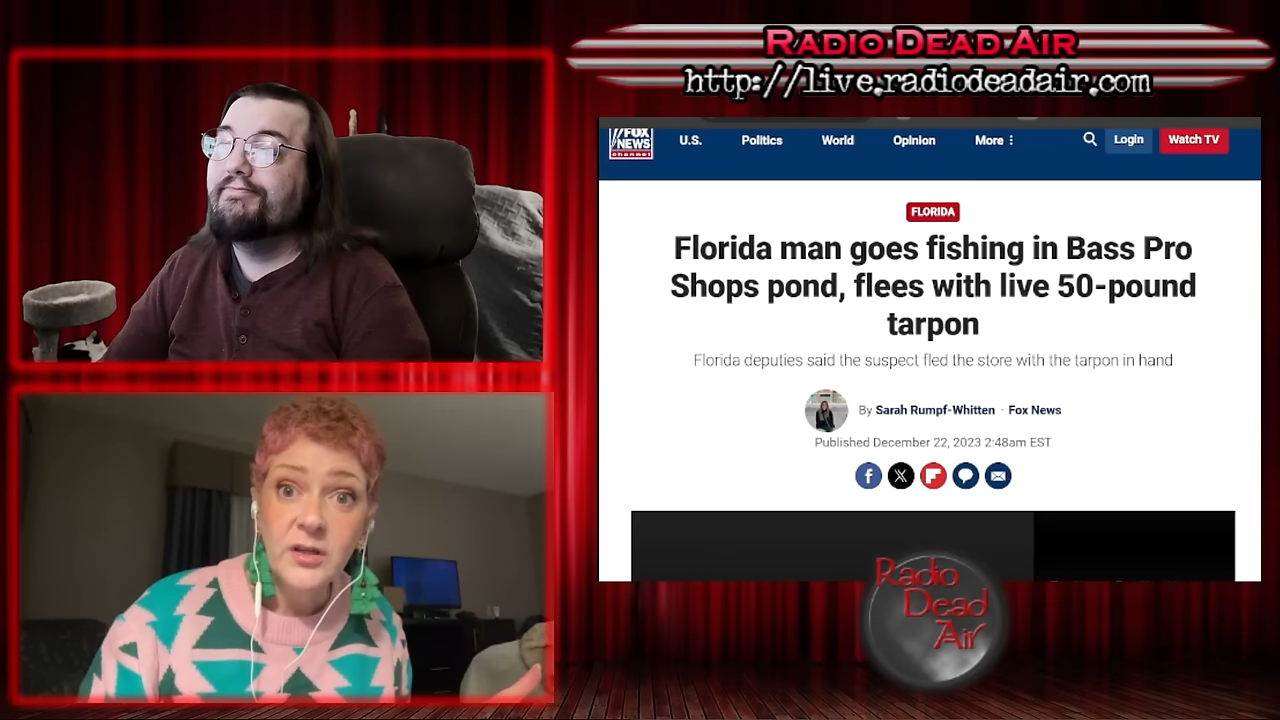 RADIO DEAD AIR
http://live.radiodeadair.com
FOX
NEWS
channel
U.S.
Politics
World
Opinion
More
Login
Watch TV
FLORIDA
Florida man goes fishing in Bass Pro
Shops pond, flees with live 50-pound
tarpon
Florida deputies said the suspect fled the store with the tarpon in hand
By Sarah Rumpf-Whitten · Fox News
Published December 22, 2023 2:48am EST
Radio
Dead
Air